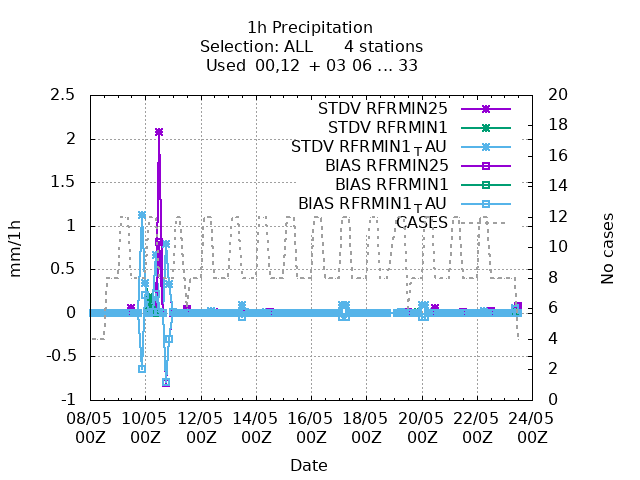 1h Precipitation
Selection: ALL 4 stations
Used 00,12 + 03 06 ... 33
2.5
2
1.5
1
0.5
0
-0.5
-1
mm/1h
20
18
16
14
12
10
8
6
4
2
0
No cases
STDV RFRMIN25
STDV RFRMIN1
STDV RFRMIN1TAU
BIAS RFRMIN25
BIAS RFRMIN1
BIAS RFRMIN1TAU
CASES
08/05 10/05 12/05 14/05 16/05 18/05 20/05 22/05 24/05
00Z 00Z 00Z 00Z 00Z 00Z 00Z 00Z 00Z
Date